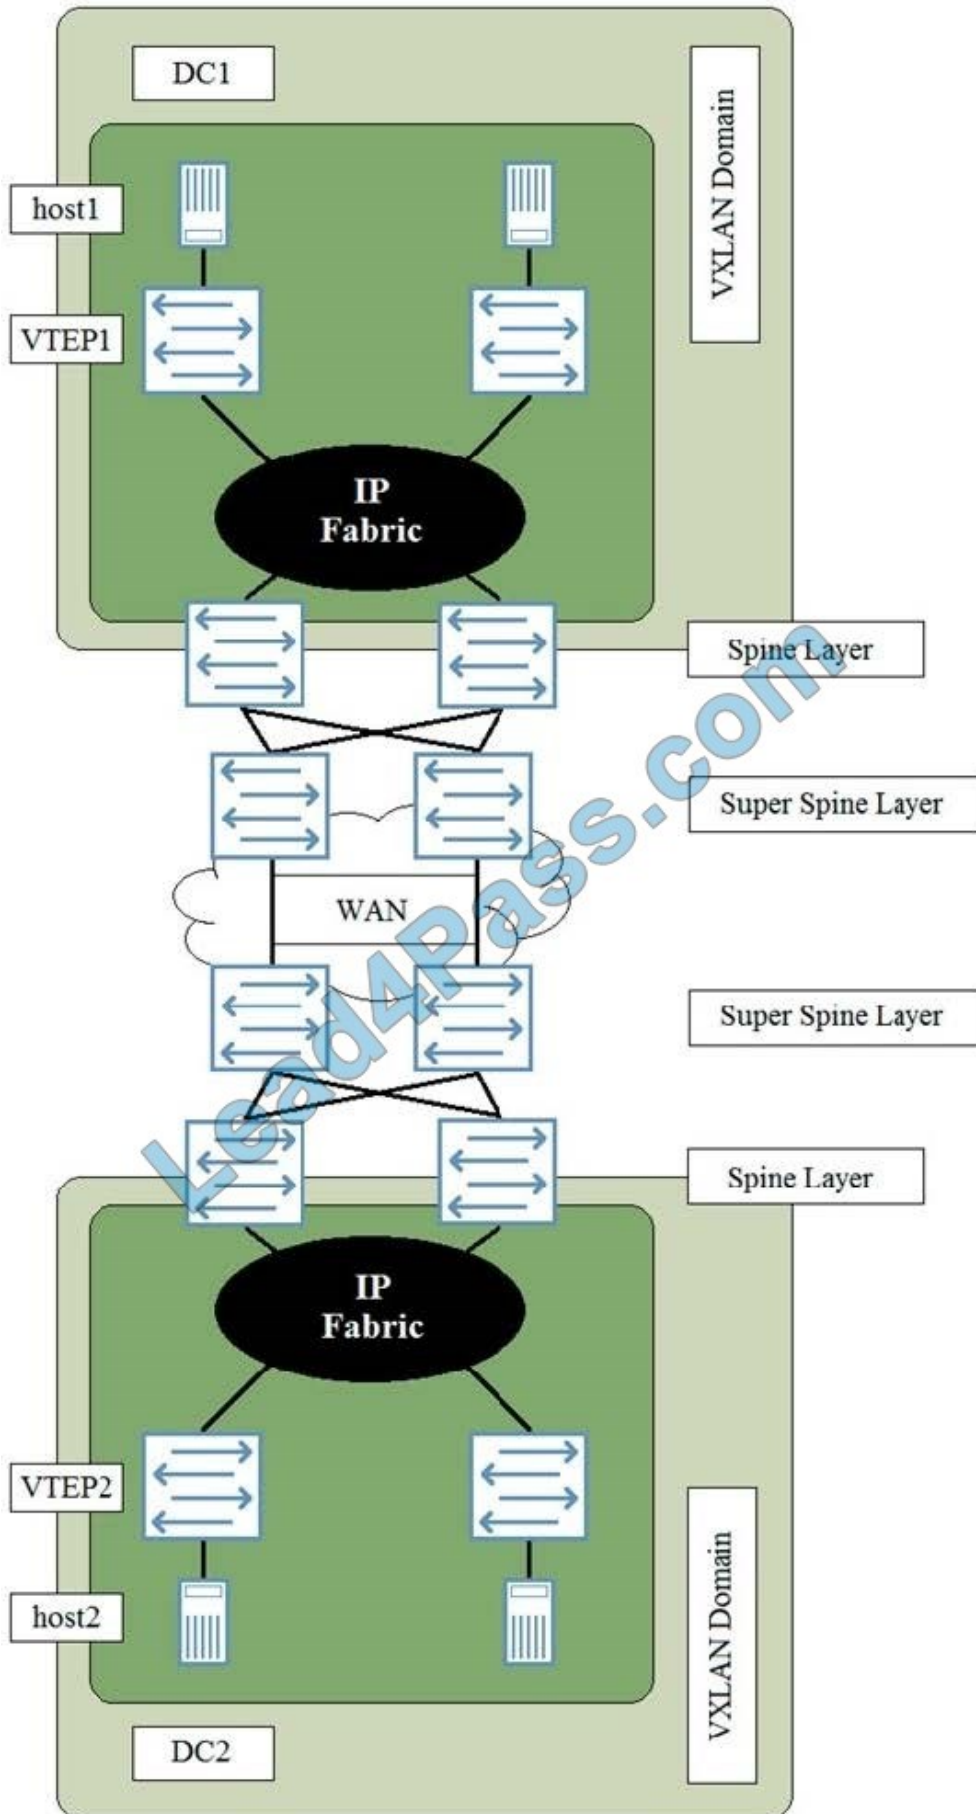 DC1
VXLAN Domain
host1
VTEP1
IP
Fabric
Spine Layer
Super Spine Layer
WAN
Super Spine Layer
Spine Layer
IP
Fabric
VTEP2
host2
VXLAN Domain
DC2
Lead4Pass.com